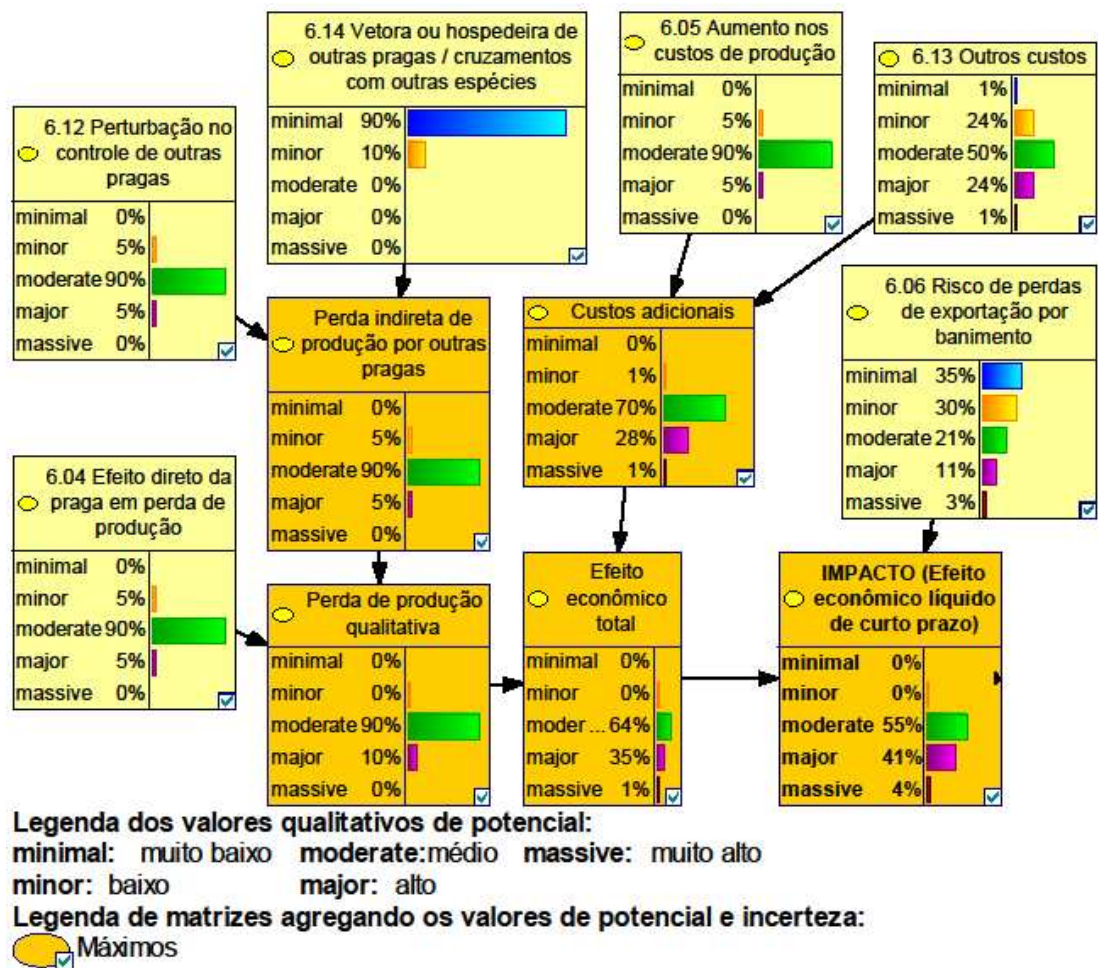 6.14 Vetora ou hospedeira de
outras pragas / cruzamentos
com outras espécies
minimal 90%
minor 10%
moderate 0%
major 0%
massive 0%
6.05 Aumento nos
custos de produção
minimal 0%
minor 5%
moderate 90%
major 5%
massive 0%
6.13 Outros custos
minimal 1%
minor 24%
moderate 50%
major 24%
massive 1%
6.12 Perturbação no
controle de outras
pragas
minimal 0%
minor 5%
moderate 90%
major 5%
massive 0%
Perda indireta de
produção por outras
pragas
minimal 0%
minor 5%
moderate 90%
major 5%
massive 0%
Custos adicionais
minimal 0%
minor 1%
moderate 70%
major 28%
massive 1%
6.06 Risco de perdas
de exportação por
banimento
minimal 35%
minor 30%
moderate 21%
major 11%
massive 3%
6.04 Efeito direto da
praga em perda de
produção
minimal 0%
minor 5%
moderate 90%
major 5%
massive 0%
Perda de produção
qualitativa
minimal 0%
minor 0%
moderate 90%
major 10%
massive 0%
Efeito
econômico
total
minimal 0%
minor 0%
moder ... 64%
major 35%
massive 1%
IMPACTO (Efeito
econômico líquido
de curto prazo)
minimal 0%
minor 0%
moderate 55%
major 41%
massive 4%
Legenda dos valores qualitativos de potencial:
minimal: muito baixo moderate: médio massive: muito alto
minor: baixo major: alto
Legenda de matrizes agregando os valores de potencial e incerteza:
Máximos